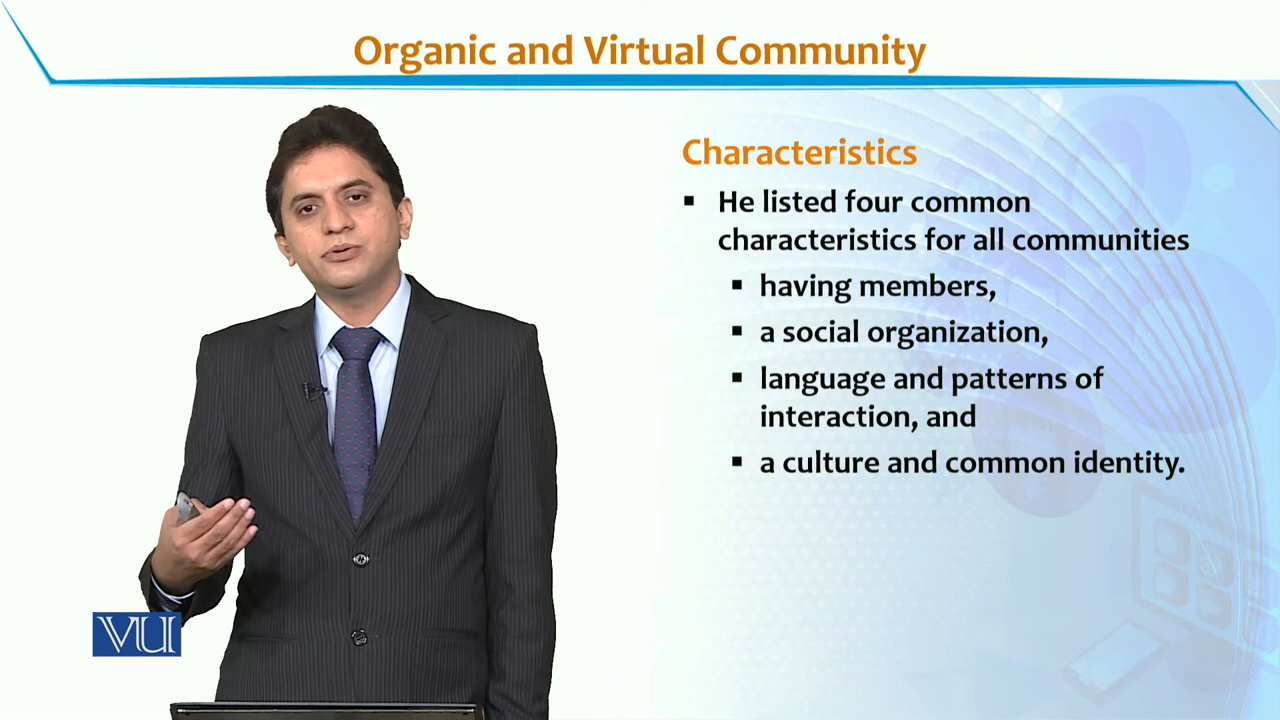 Organic and Virtual Community
Characteristics
▪ He listed four common
characteristics for all communities
▪ having members,
▪ a social organization,
▪ language and patterns of
interaction, and
▪ a culture and common identity.
VU